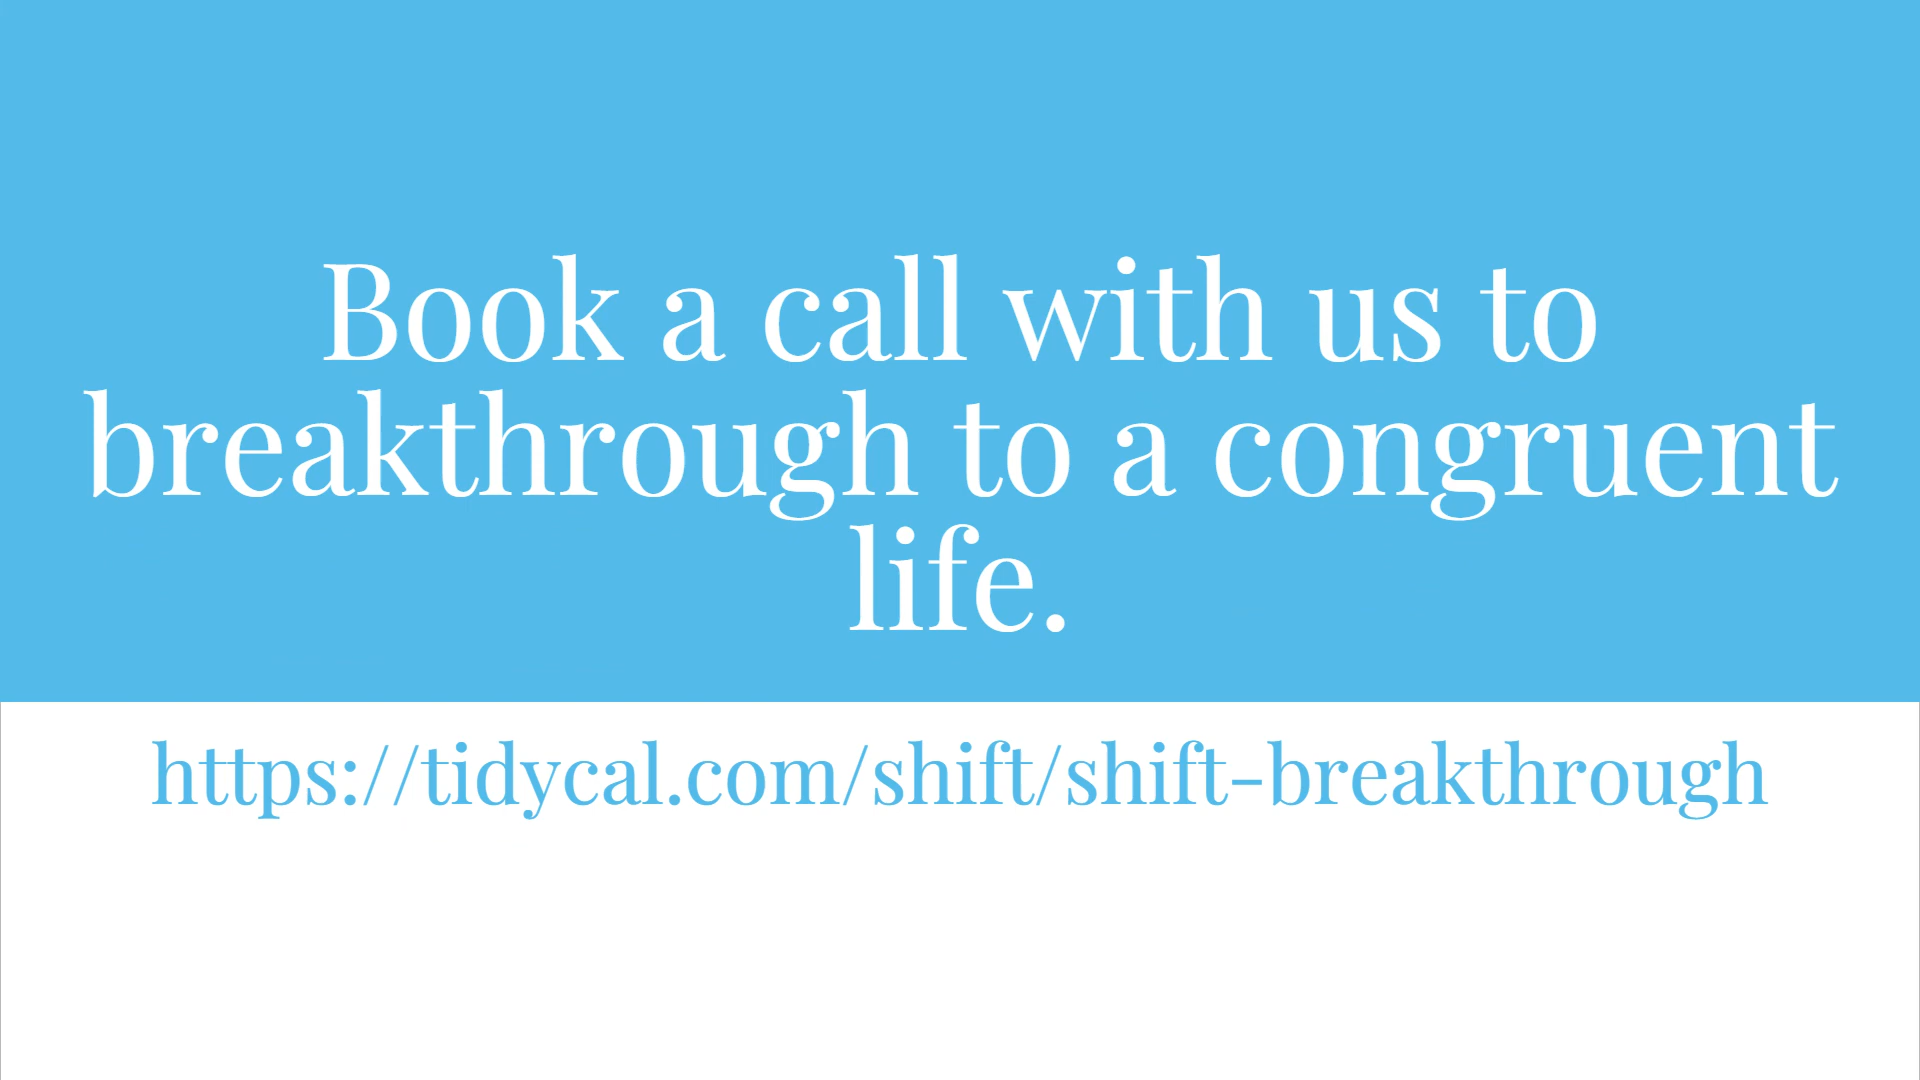 Book a call with us to
breakthrough to a congruent
life.
https://tidycal.com/shift/shift-breakthrough